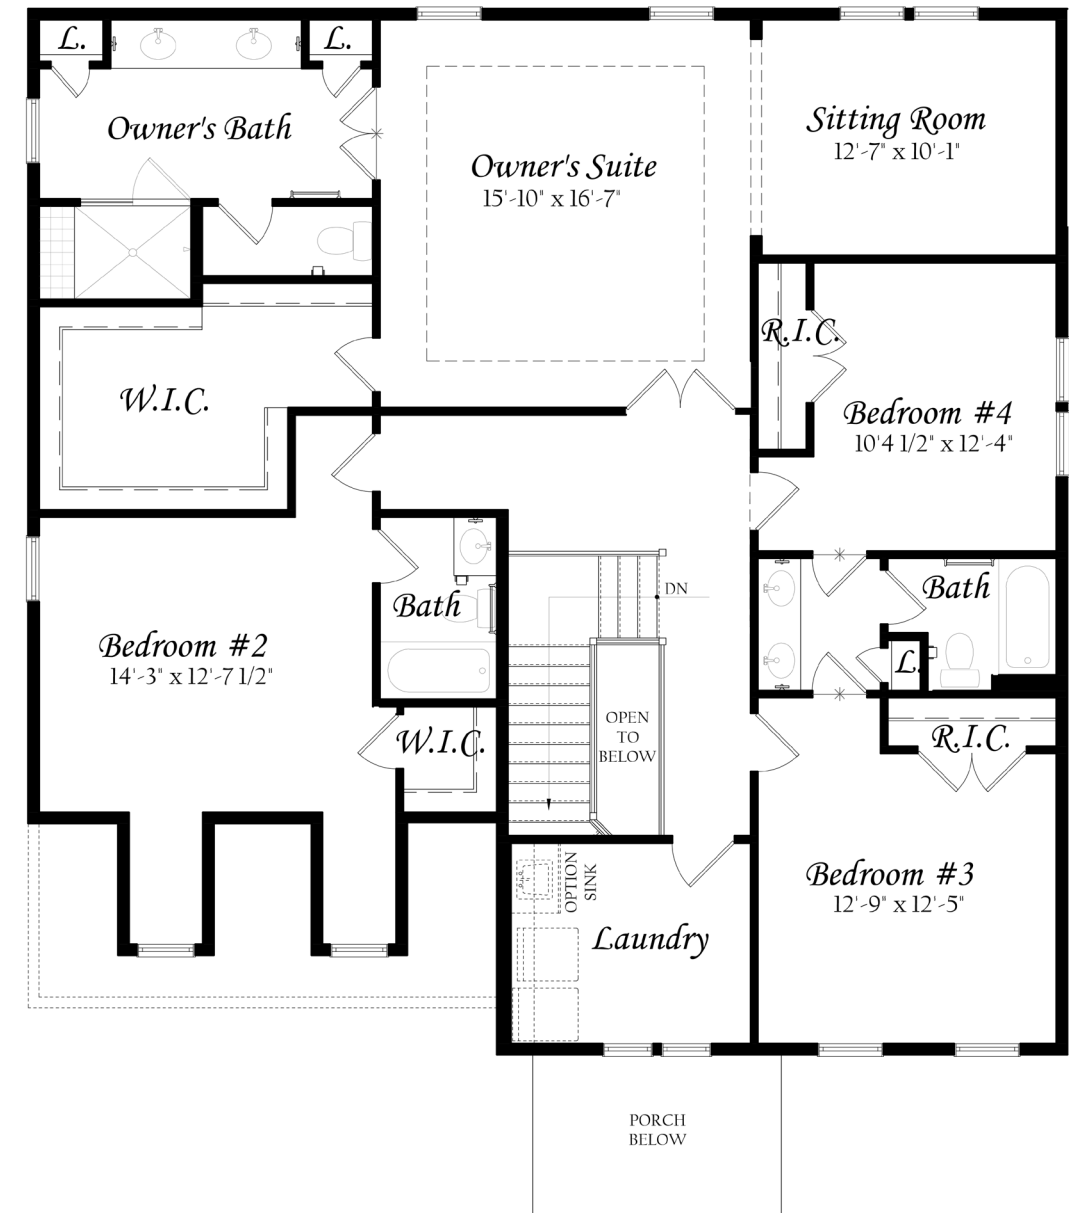 L.
L.
Owner's Bath
Owner's Suite
15'-10" x 16'-7"
Sitting Room
12'-7" x 10'-1"
W.I.C.
R.I.C.
Bedroom #4
10'4 1/2" x 12'-4"
Bath
DN
Bath
Bedroom #2
14'-3" x 12'-7 1/2"
L.
W.I.C.
OPEN
TO
BELOW
R.I.C.
OPTION
SINK
Bedroom #3
12'-9" x 12'-5"
Laundry
PORCH
BELOW